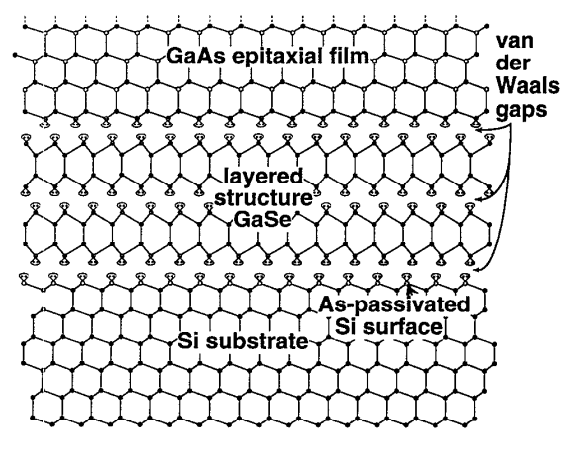 GaAs epitaxial film
van
der
Waals
gaps
layered
structure
GaSe
As-passivated
Si surface
Si substrate